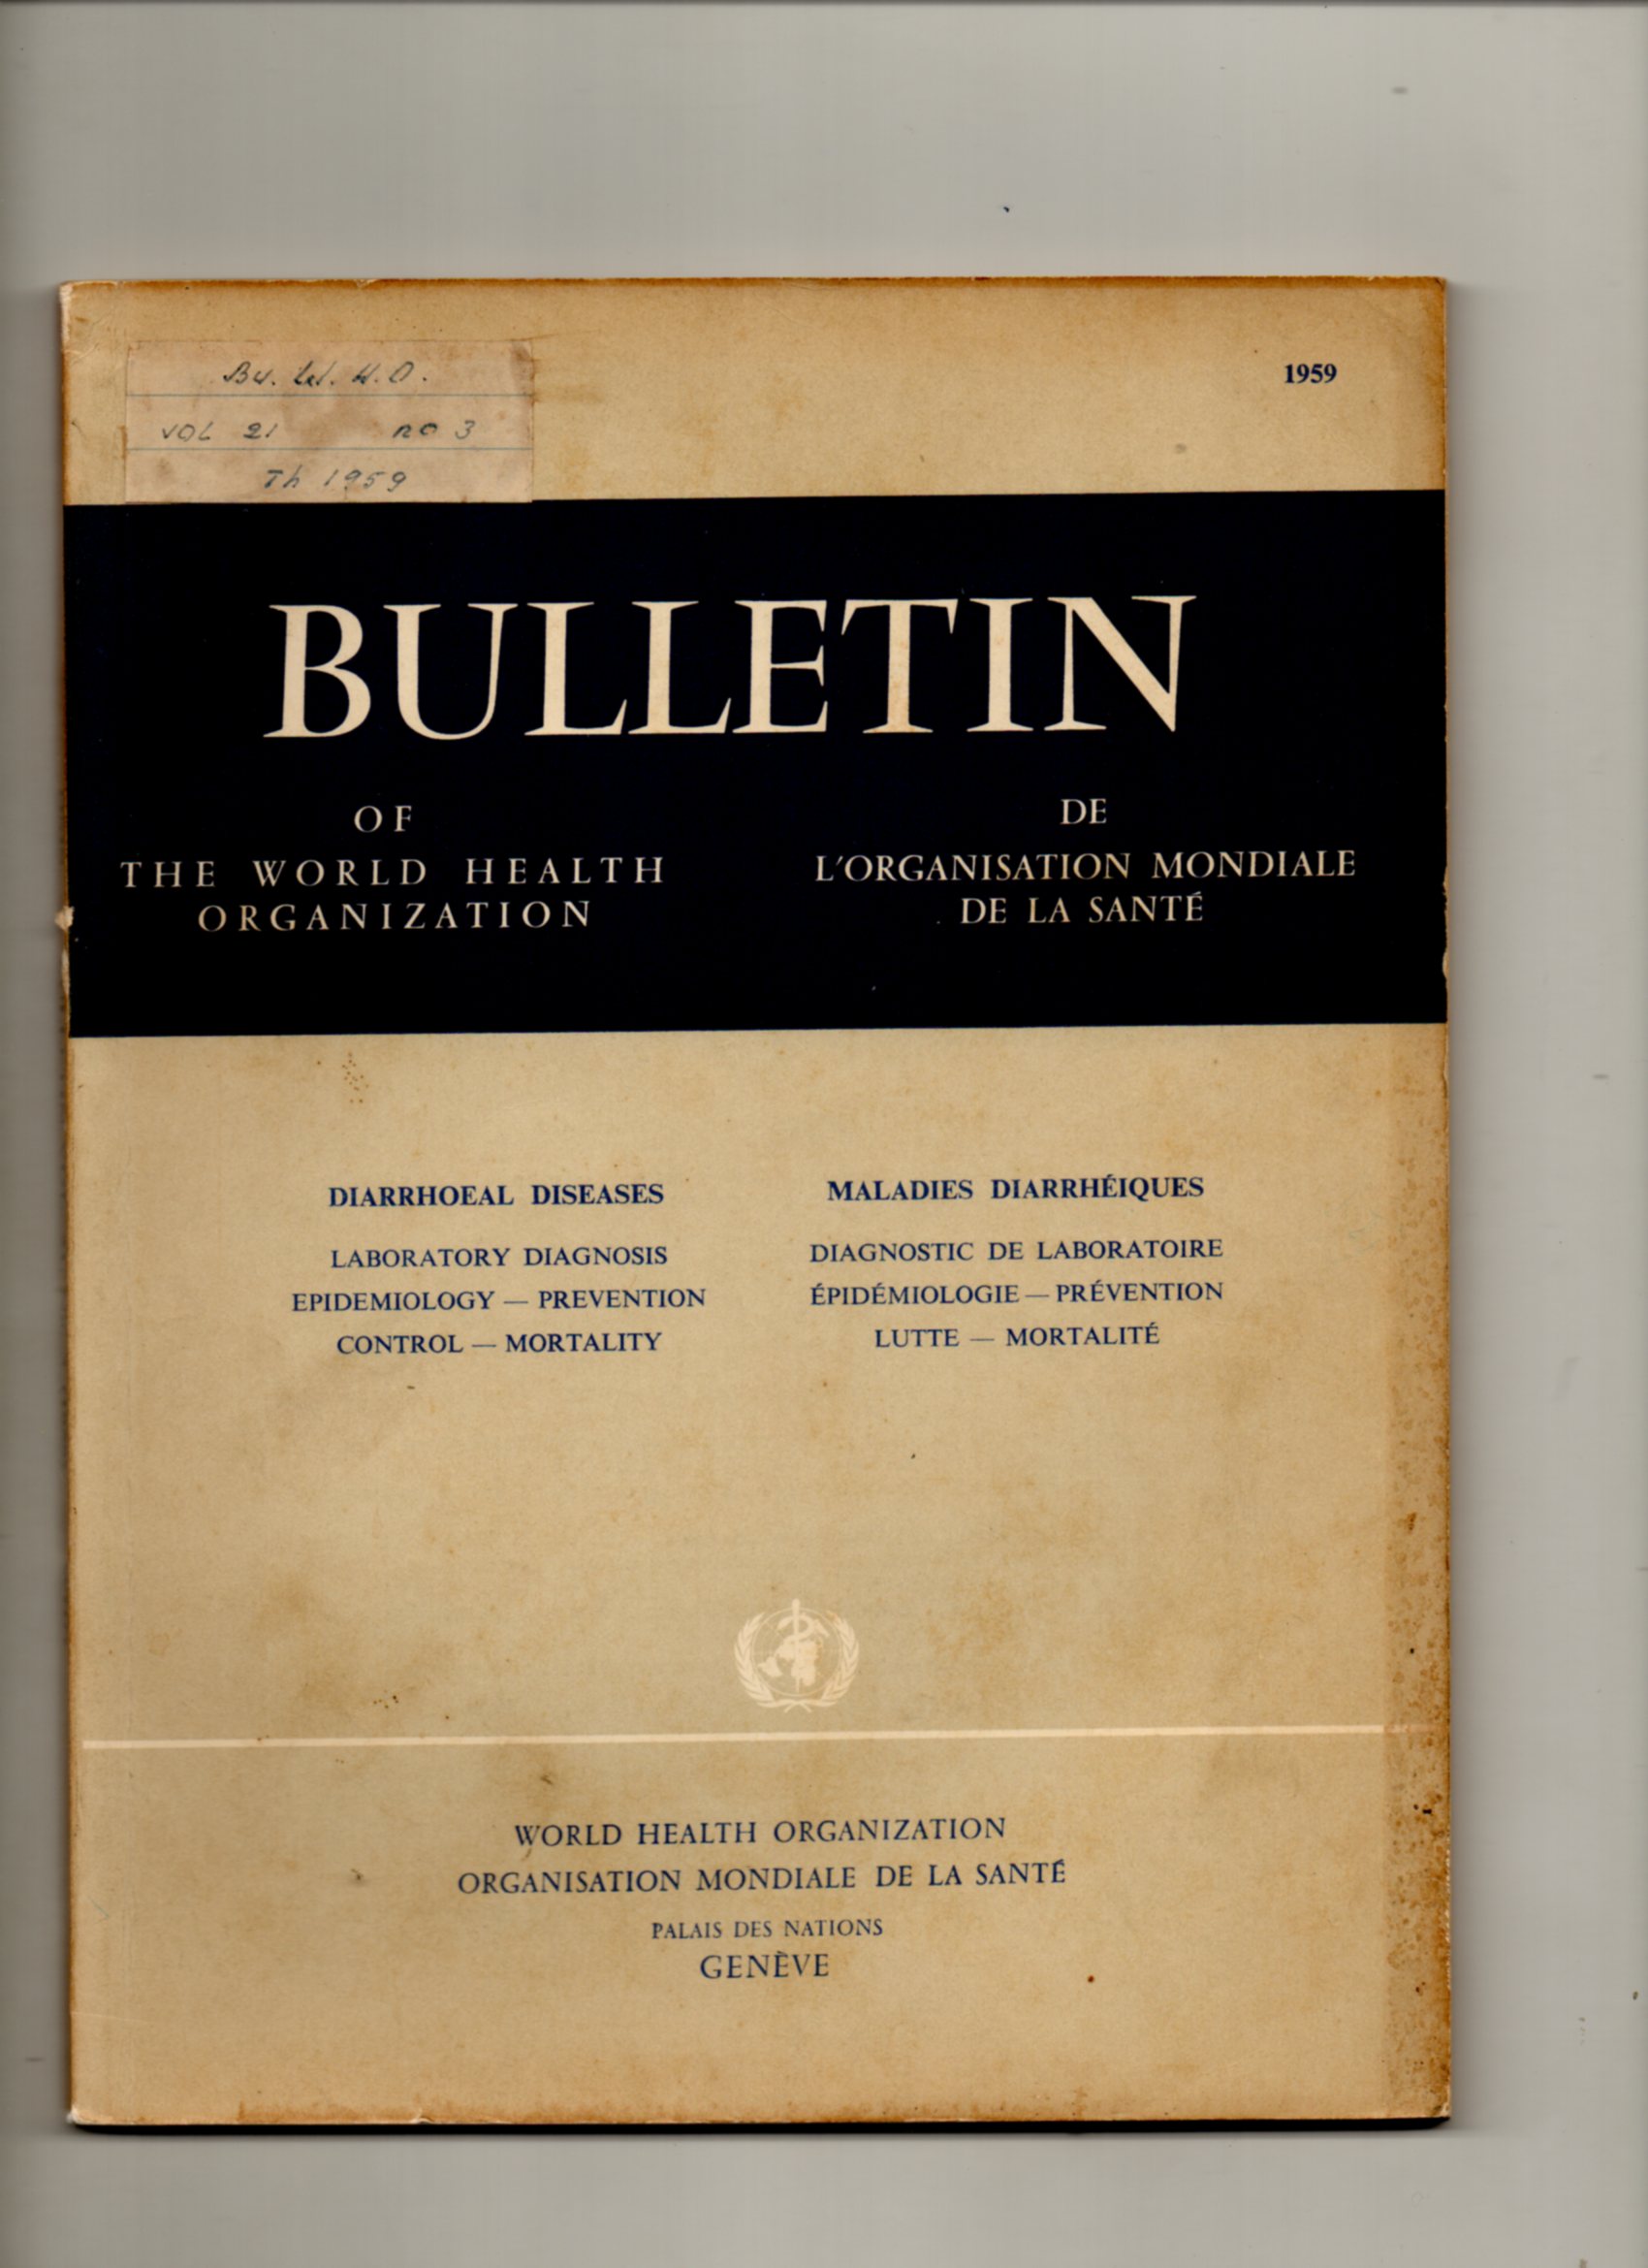 Bu. W. H. O.
VOL 21 no 3
Th 1959
1959
BULLETIN
OF
THE WORLD HEALTH
ORGANIZATION
DE
L'ORGANISATION MONDIALE
DE LA SANTÉ
DIARRHOEAL DISEASES
LABORATORY DIAGNOSIS
EPIDEMIOLOGY — PREVENTION
CONTROL — MORTALITY
MALADIES DIARRHÉIQUES
DIAGNOSTIC DE LABORATOIRE
ÉPIDÉMIOLOGIE — PRÉVENTION
LUTTE — MORTALITÉ
WORLD HEALTH ORGANIZATION
ORGANISATION MONDIALE DE LA SANTÉ
PALAIS DES NATIONS
GENÈVE